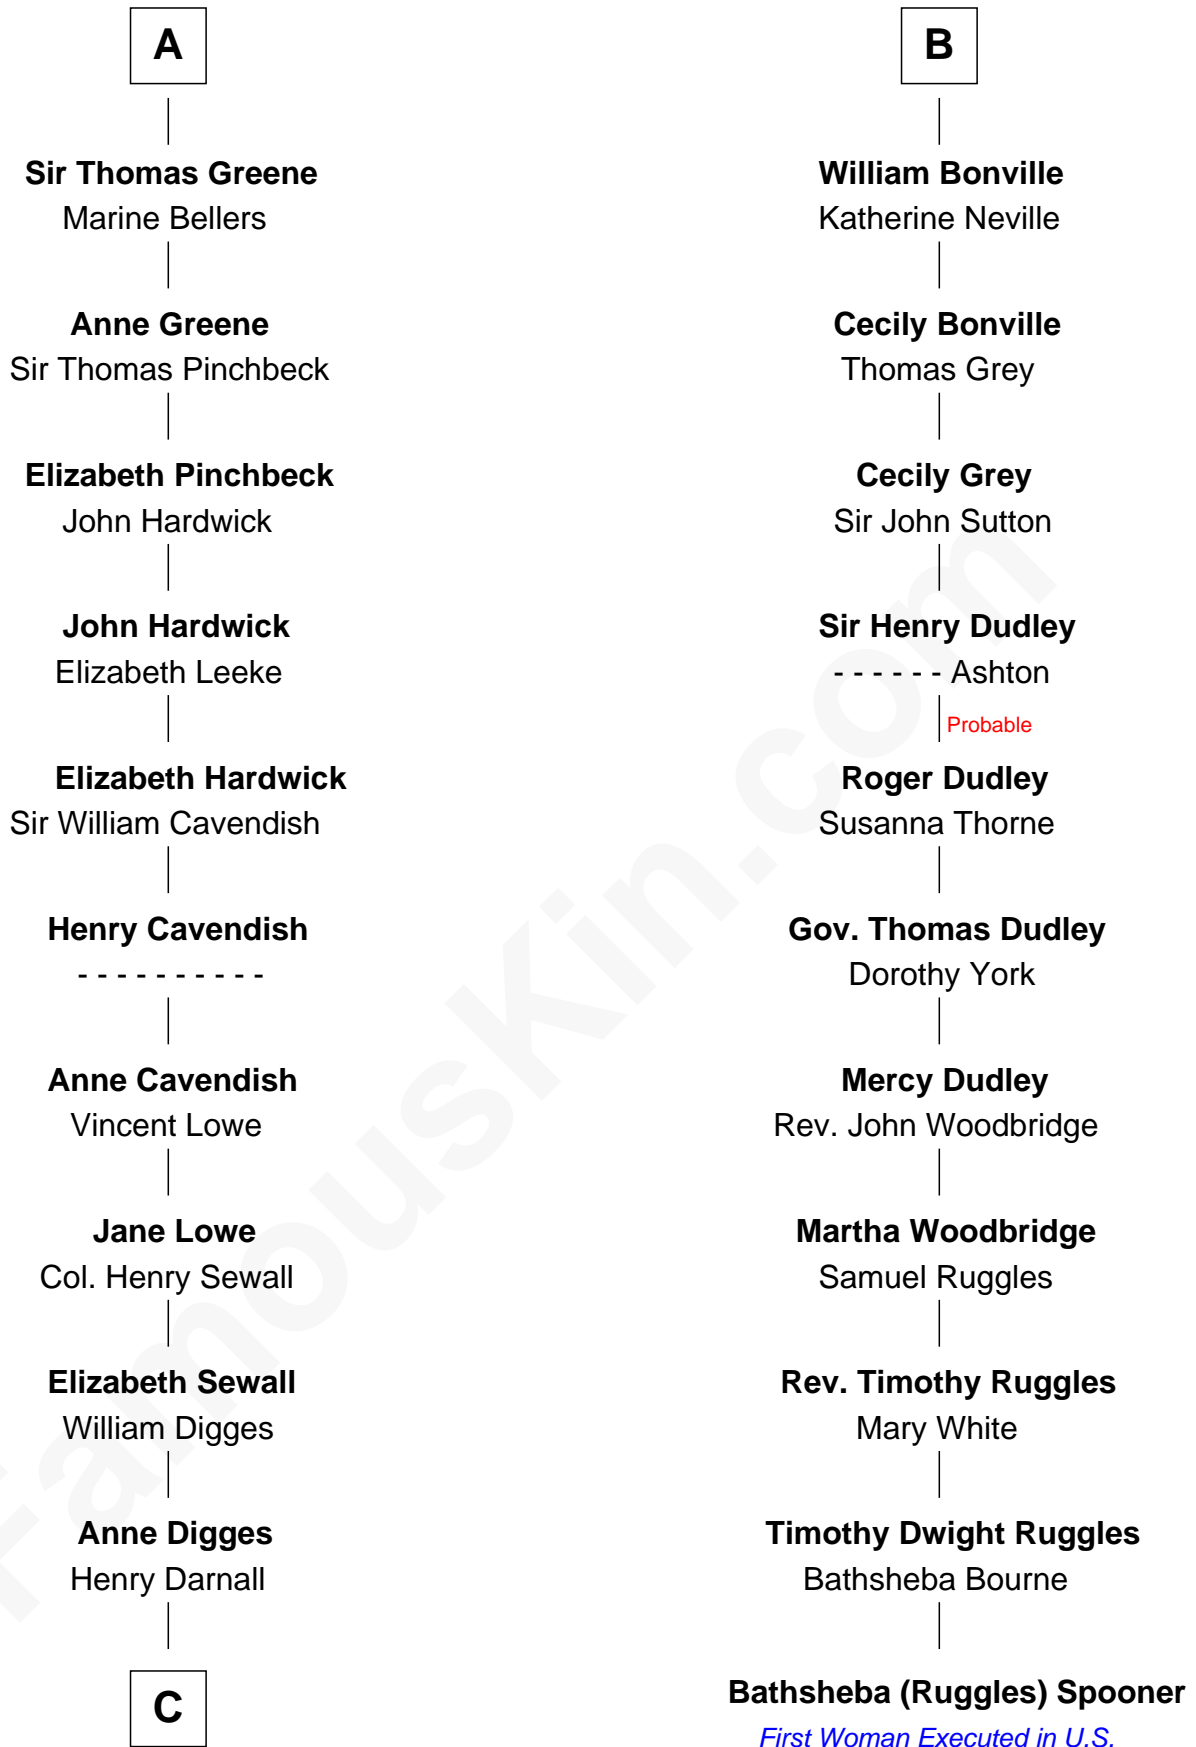 A
Sir Thomas Greene
Marine Bellers
Anne Greene
Sir Thomas Pinchbeck
Elizabeth Pinchbeck
John Hardwick
John Hardwick
Elizabeth Leeke
Elizabeth Hardwick
Sir William Cavendish
Henry Cavendish
- - - - - - - - - -
Anne Cavendish
Vincent Lowe
Jane Lowe
Col. Henry Sewall
Elizabeth Sewall
William Digges
Anne Digges
Henry Darnall
C
B
William Bonville
Katherine Neville
Cecily Bonville
Thomas Grey
Cecily Grey
Sir John Sutton
Sir Henry Dudley
- - - - - - Ashton
Probable
Roger Dudley
Susanna Thorne
Gov. Thomas Dudley
Dorothy York
Mercy Dudley
Rev. John Woodbridge
Martha Woodbridge
Samuel Ruggles
Rev. Timothy Ruggles
Mary White
Timothy Dwight Ruggles
Bathsheba Bourne
Bathsheba (Ruggles) Spooner
First Woman Executed in U.S.
FamousKin.com